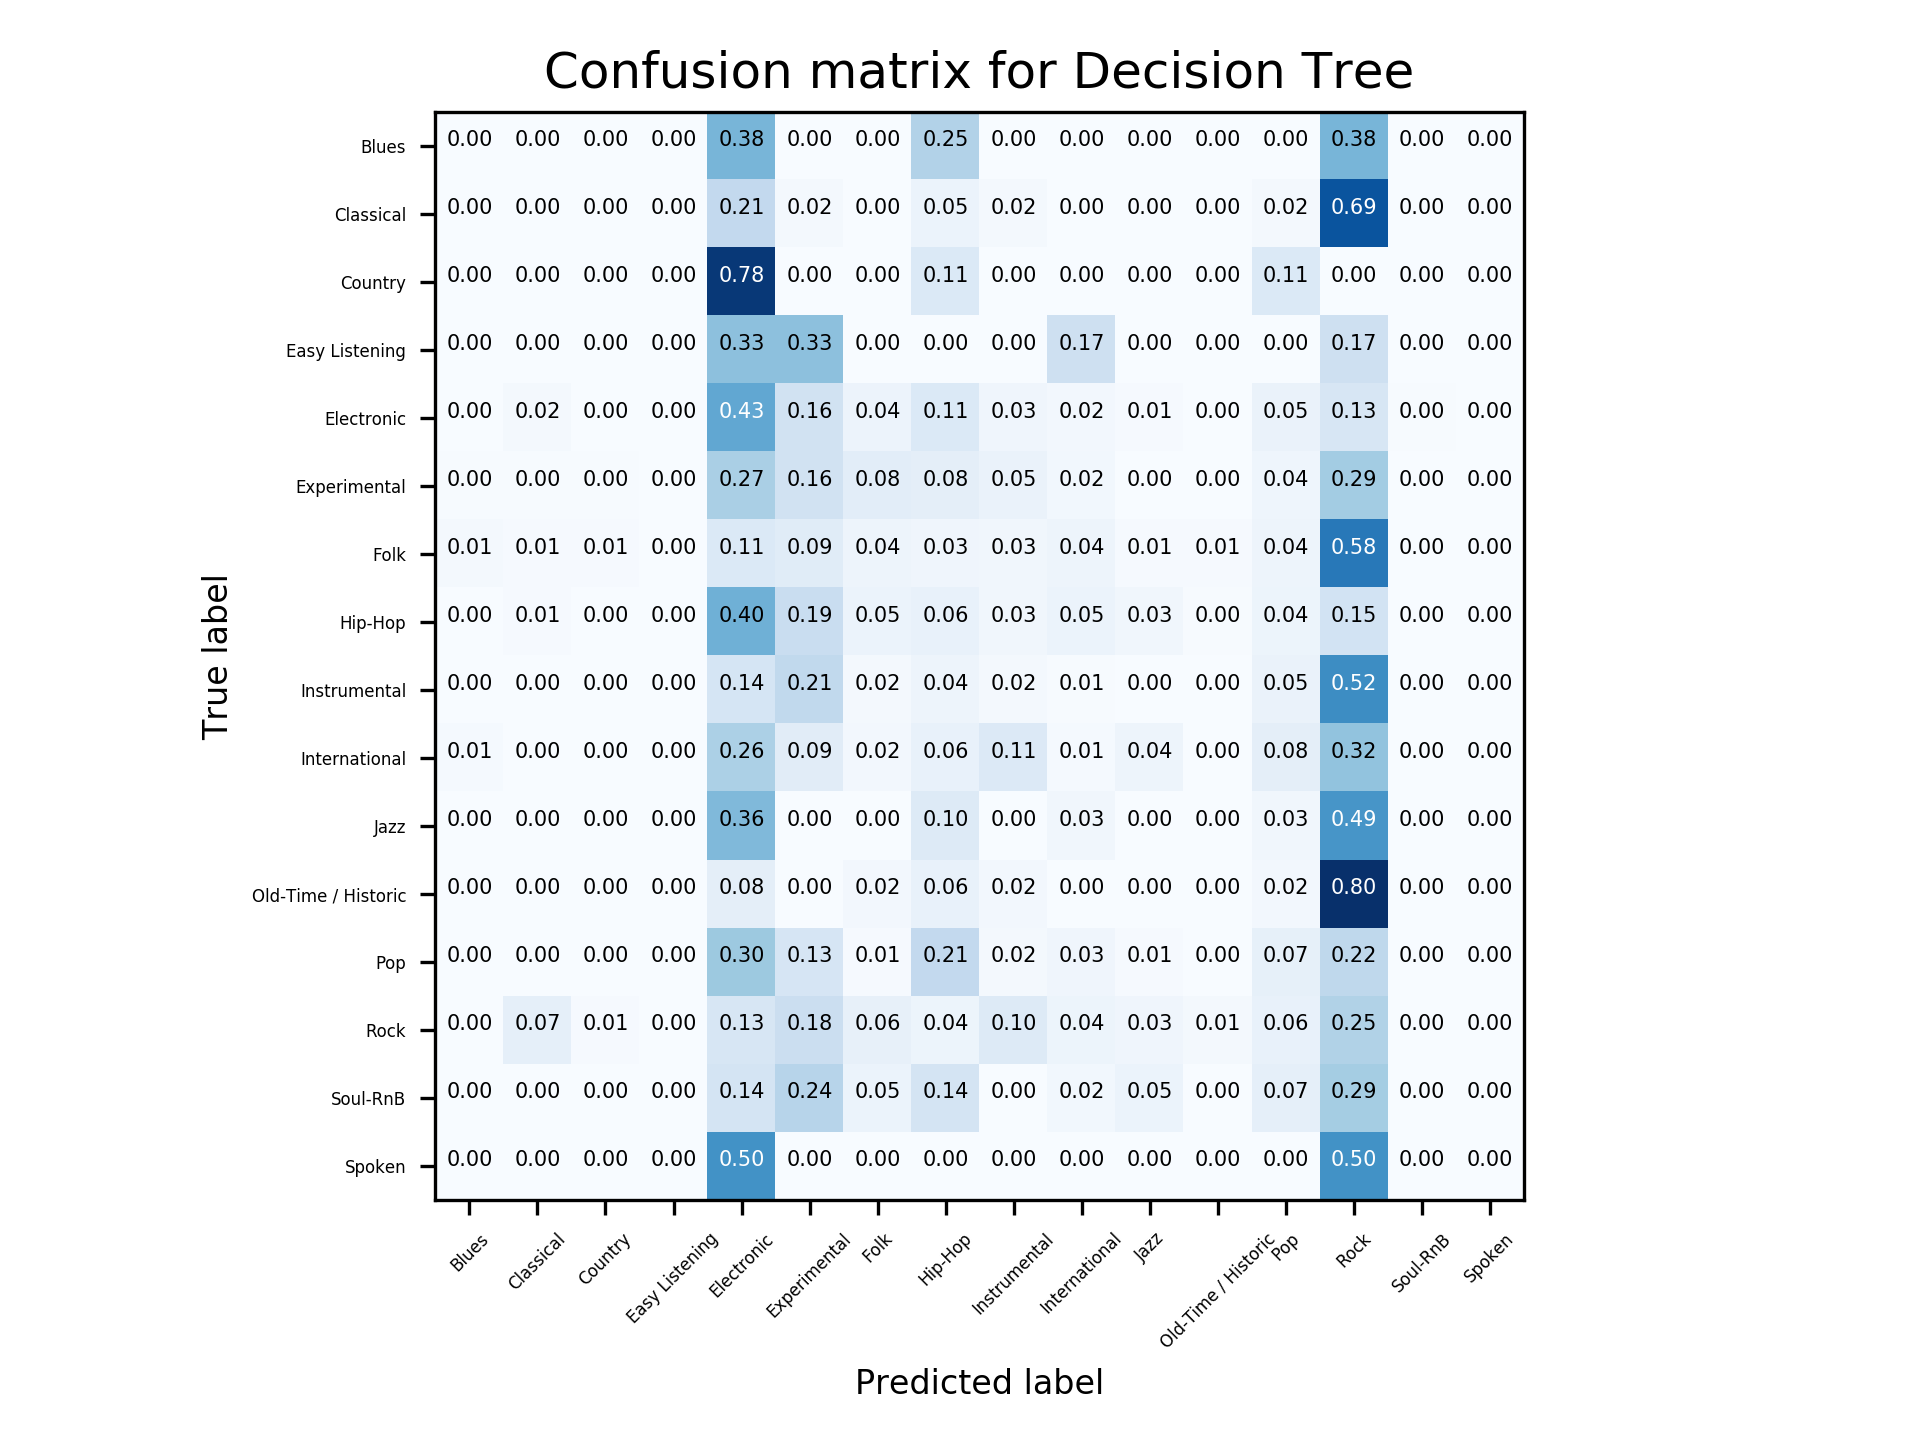 Confusion matrix for Decision Tree
Blues 0.00 0.00 0.00 0.00 0.38 0.00 0.00 0.25 0.00 0.00 0.00 0.00 0.00 0.38 0.00 0.00
Classical 0.00 0.00 0.00 0.00 0.21 0.02 0.00 0.05 0.02 0.00 0.00 0.00 0.02 0.69 0.00 0.00
Country 0.00 0.00 0.00 0.00 0.78 0.00 0.00 0.11 0.00 0.00 0.00 0.00 0.11 0.00 0.00 0.00
Easy Listening 0.00 0.00 0.00 0.00 0.33 0.33 0.00 0.00 0.00 0.17 0.00 0.00 0.00 0.17 0.00 0.00
Electronic 0.00 0.02 0.00 0.00 0.43 0.16 0.04 0.11 0.03 0.02 0.01 0.00 0.05 0.13 0.00 0.00
Experimental 0.00 0.00 0.00 0.00 0.27 0.16 0.08 0.08 0.05 0.02 0.00 0.00 0.04 0.29 0.00 0.00
Folk 0.01 0.01 0.01 0.00 0.11 0.09 0.04 0.03 0.03 0.04 0.01 0.01 0.04 0.58 0.00 0.00
Hip-Hop 0.00 0.01 0.00 0.00 0.40 0.19 0.05 0.06 0.03 0.05 0.03 0.00 0.04 0.15 0.00 0.00
Instrumental 0.00 0.00 0.00 0.00 0.14 0.21 0.02 0.04 0.02 0.01 0.00 0.00 0.05 0.52 0.00 0.00
International 0.01 0.00 0.00 0.00 0.26 0.09 0.02 0.06 0.11 0.01 0.04 0.00 0.08 0.32 0.00 0.00
Jazz 0.00 0.00 0.00 0.00 0.36 0.00 0.00 0.10 0.00 0.03 0.00 0.00 0.03 0.49 0.00 0.00
Old-Time / Historic 0.00 0.00 0.00 0.00 0.08 0.00 0.02 0.06 0.02 0.00 0.00 0.00 0.02 0.80 0.00 0.00
Pop 0.00 0.00 0.00 0.00 0.30 0.13 0.01 0.21 0.02 0.03 0.01 0.00 0.07 0.22 0.00 0.00
Rock 0.00 0.07 0.01 0.00 0.13 0.18 0.06 0.04 0.10 0.04 0.03 0.01 0.06 0.25 0.00 0.00
Soul-RnB 0.00 0.00 0.00 0.00 0.14 0.24 0.05 0.14 0.00 0.02 0.05 0.00 0.07 0.29 0.00 0.00
Spoken 0.00 0.00 0.00 0.00 0.50 0.00 0.00 0.00 0.00 0.00 0.00 0.00 0.00 0.50 0.00 0.00
True label
Blues Classical Country Easy Listening Electronic Experimental Folk Hip-Hop Instrumental International Jazz Old-Time / Historic Pop Rock Soul-RnB Spoken
Predicted label